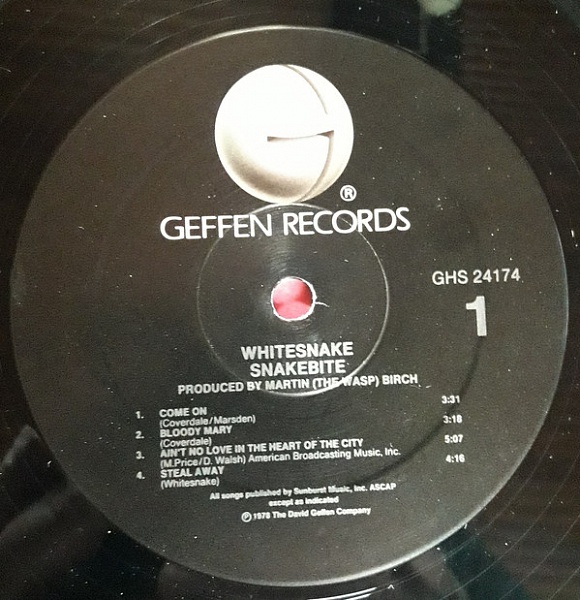 G
®
GEFFEN RECORDS
GHS 24174
1
WHITESNAKE
SNAKEBITE
PRODUCED BY MARTIN (THE WASP) BIRCH
1. COME ON 3:31
(Coverdale/Marsden)
2. BLOODY MARY 3:18
(Coverdale)
3. AIN'T NO LOVE IN THE HEART OF THE CITY 5:07
(M.Price/D. Walsh) American Broadcasting Music, Inc.
4. STEAL AWAY 4:16
(Whitesnake)
All songs published by Sunburst Music, Inc. ASCAP
except as indicated
℗ 1978 The David Geffen Company